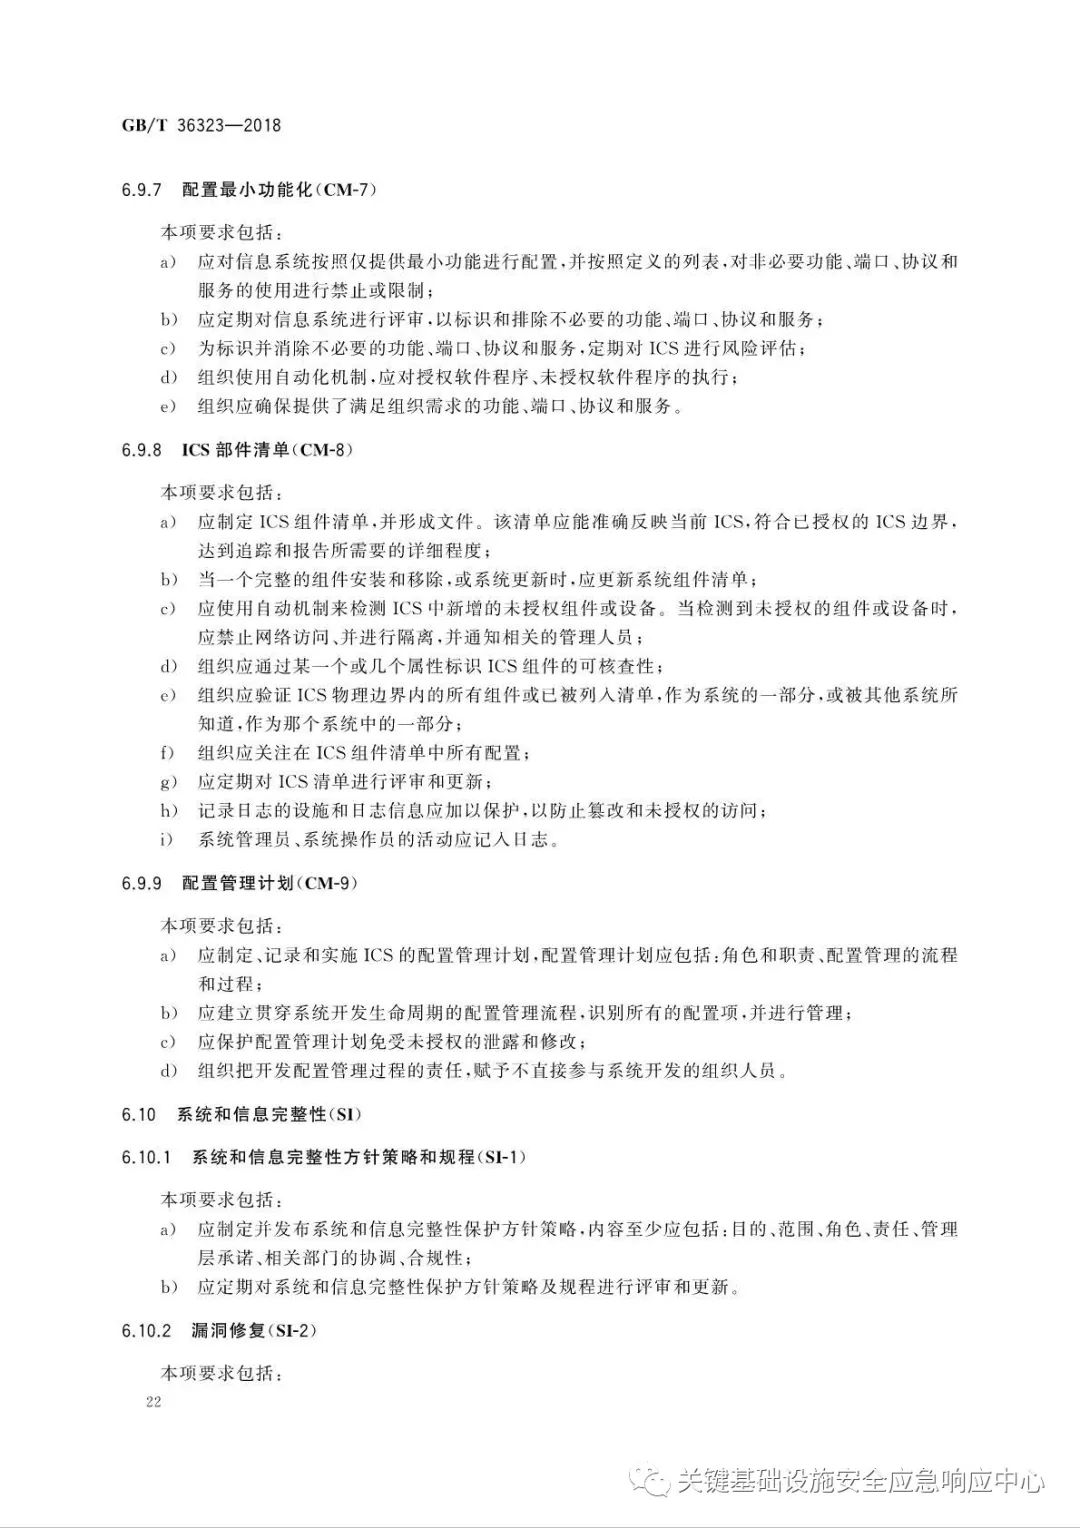 GB/T 36323—2018
6.9.7 配置最小功能化(CM-7)
本项要求包括:
a) 应对信息系统按照仅提供最小功能进行配置,并按照定义的列表,对非必要功能、端口、协议和
服务的使用进行禁止或限制;
b) 应定期对信息系统进行评审,以标识和排除不必要的功能、端口、协议和服务;
c) 为标识并消除不必要的功能、端口、协议和服务,定期对 ICS 进行风险评估;
d) 组织使用自动化机制,应对授权软件程序、未授权软件程序的执行;
e) 组织应确保提供了满足组织需求的功能、端口、协议和服务。
6.9.8 ICS 部件清单(CM-8)
本项要求包括:
a) 应制定 ICS 组件清单,并形成文件。该清单应能准确反映当前 ICS,符合已授权的 ICS 边界,
达到追踪和报告所需要的详细程度;
b) 当一个完整的组件安装和移除,或系统更新时,应更新系统组件清单;
c) 应使用自动机制来检测 ICS 中新增的未授权组件或设备。当检测到未授权的组件或设备时,
应禁止网络访问、并进行隔离,并通知相关的管理人员;
d) 组织应通过某一个或几个属性标识 ICS 组件的可核查性;
e) 组织应验证 ICS 物理边界内的所有组件或已被列入清单,作为系统的一部分,或被其他系统所
知道,作为那个系统中的一部分;
f) 组织应关注在 ICS 组件清单中所有配置;
g) 应定期对 ICS 清单进行评审和更新;
h) 记录日志的设施和日志信息应加以保护,以防止篡改和未授权的访问;
i) 系统管理员、系统操作员的活动应记入日志。
6.9.9 配置管理计划(CM-9)
本项要求包括:
a) 应制定、记录和实施 ICS 的配置管理计划,配置管理计划应包括:角色和职责、配置管理的流程
和过程;
b) 应建立贯穿系统开发生命周期的配置管理流程,识别所有的配置项,并进行管理;
c) 应保护配置管理计划免受未授权的泄露和修改;
d) 组织把开发配置管理过程的责任,赋予不直接参与系统开发的组织人员。
6.10 系统和信息完整性(SI)
6.10.1 系统和信息完整性方针策略和规程(SI-1)
本项要求包括:
a) 应制定并发布系统和信息完整性保护方针策略,内容至少应包括:目的、范围、角色、责任、管理
层承诺、相关部门的协调、合规性;
b) 应定期对系统和信息完整性保护方针策略及规程进行评审和更新。
6.10.2 漏洞修复(SI-2)
本项要求包括:
22
关键基础设施安全应急响应中心